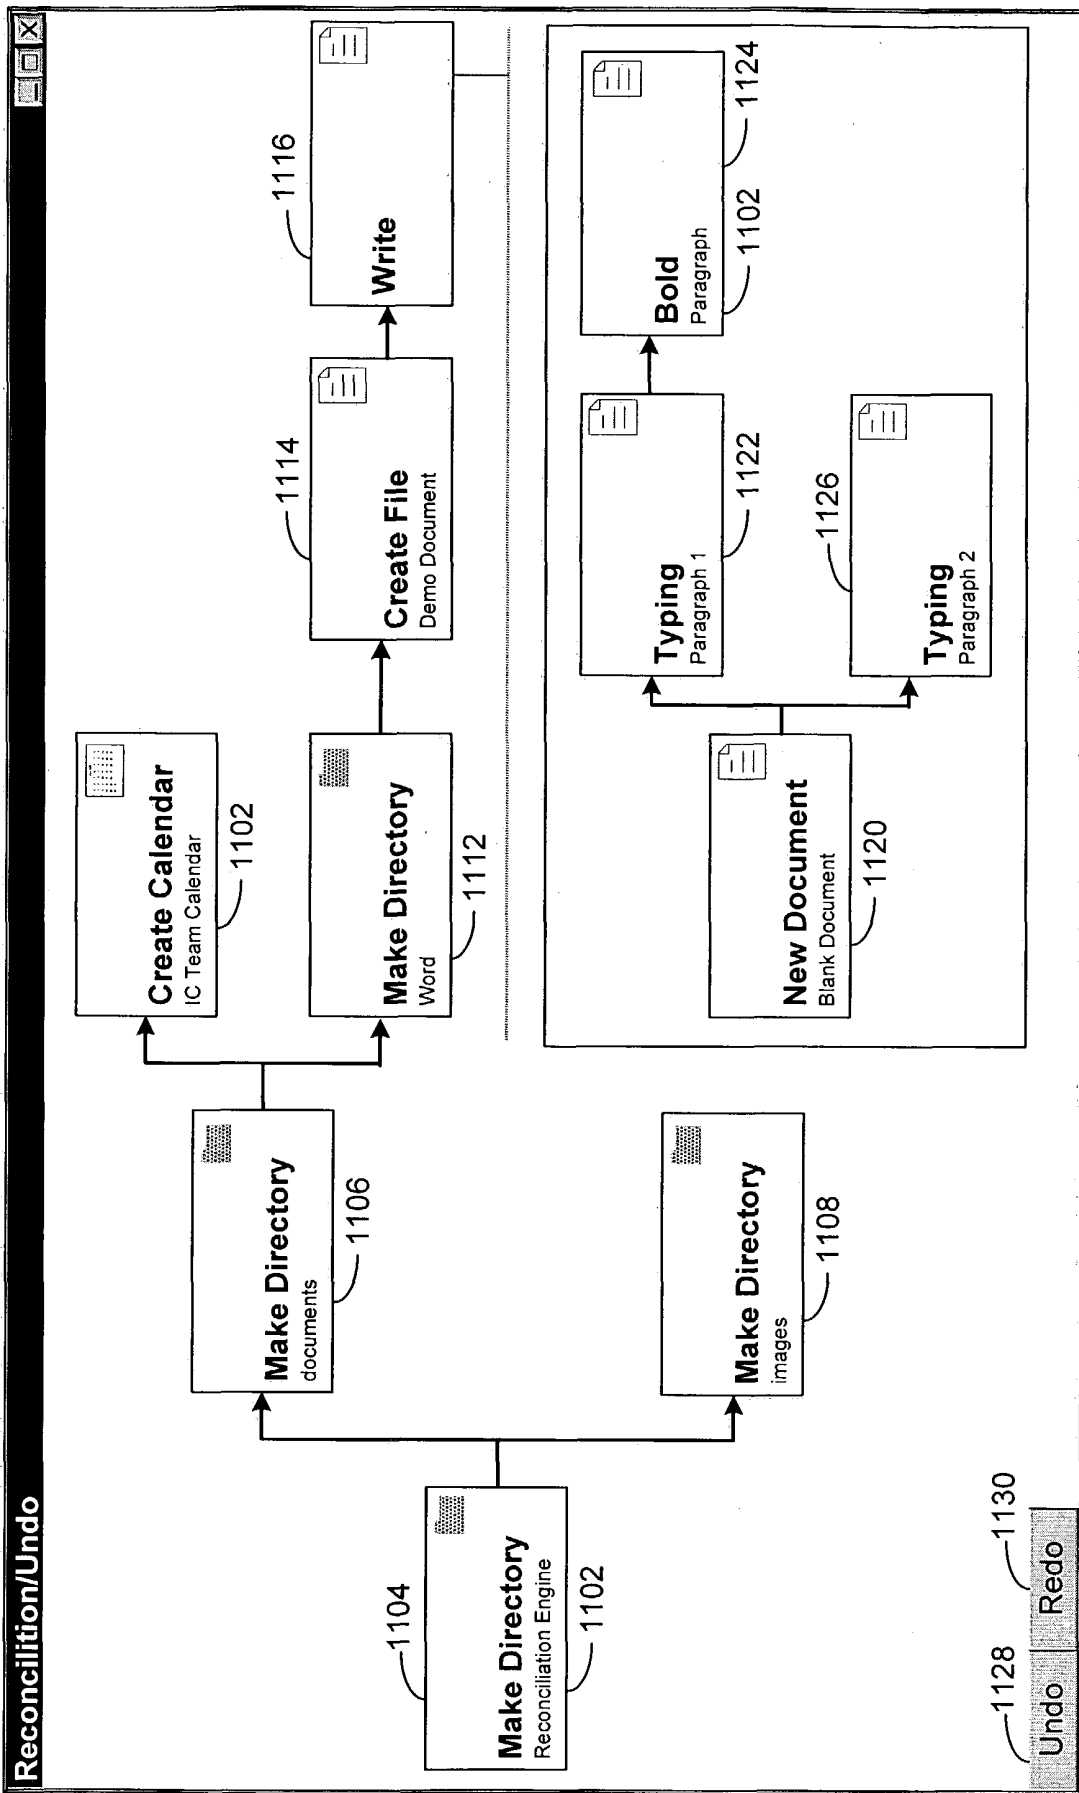 Reconcilition/Undo
1104
Make Directory
Reconciliation Engine
1102
Make Directory
documents
1106
Make Directory
images
1108
Create Calendar
IC Team Calendar
1102
Make Directory
Word
1112
1114
Create File
Demo Document
1116
Write
New Document
Blank Document
1120
Typing
Paragraph 1
1122
Bold
Paragraph
1102
1124
1126
Typing
Paragraph 2
1128
Undo
1130
Redo